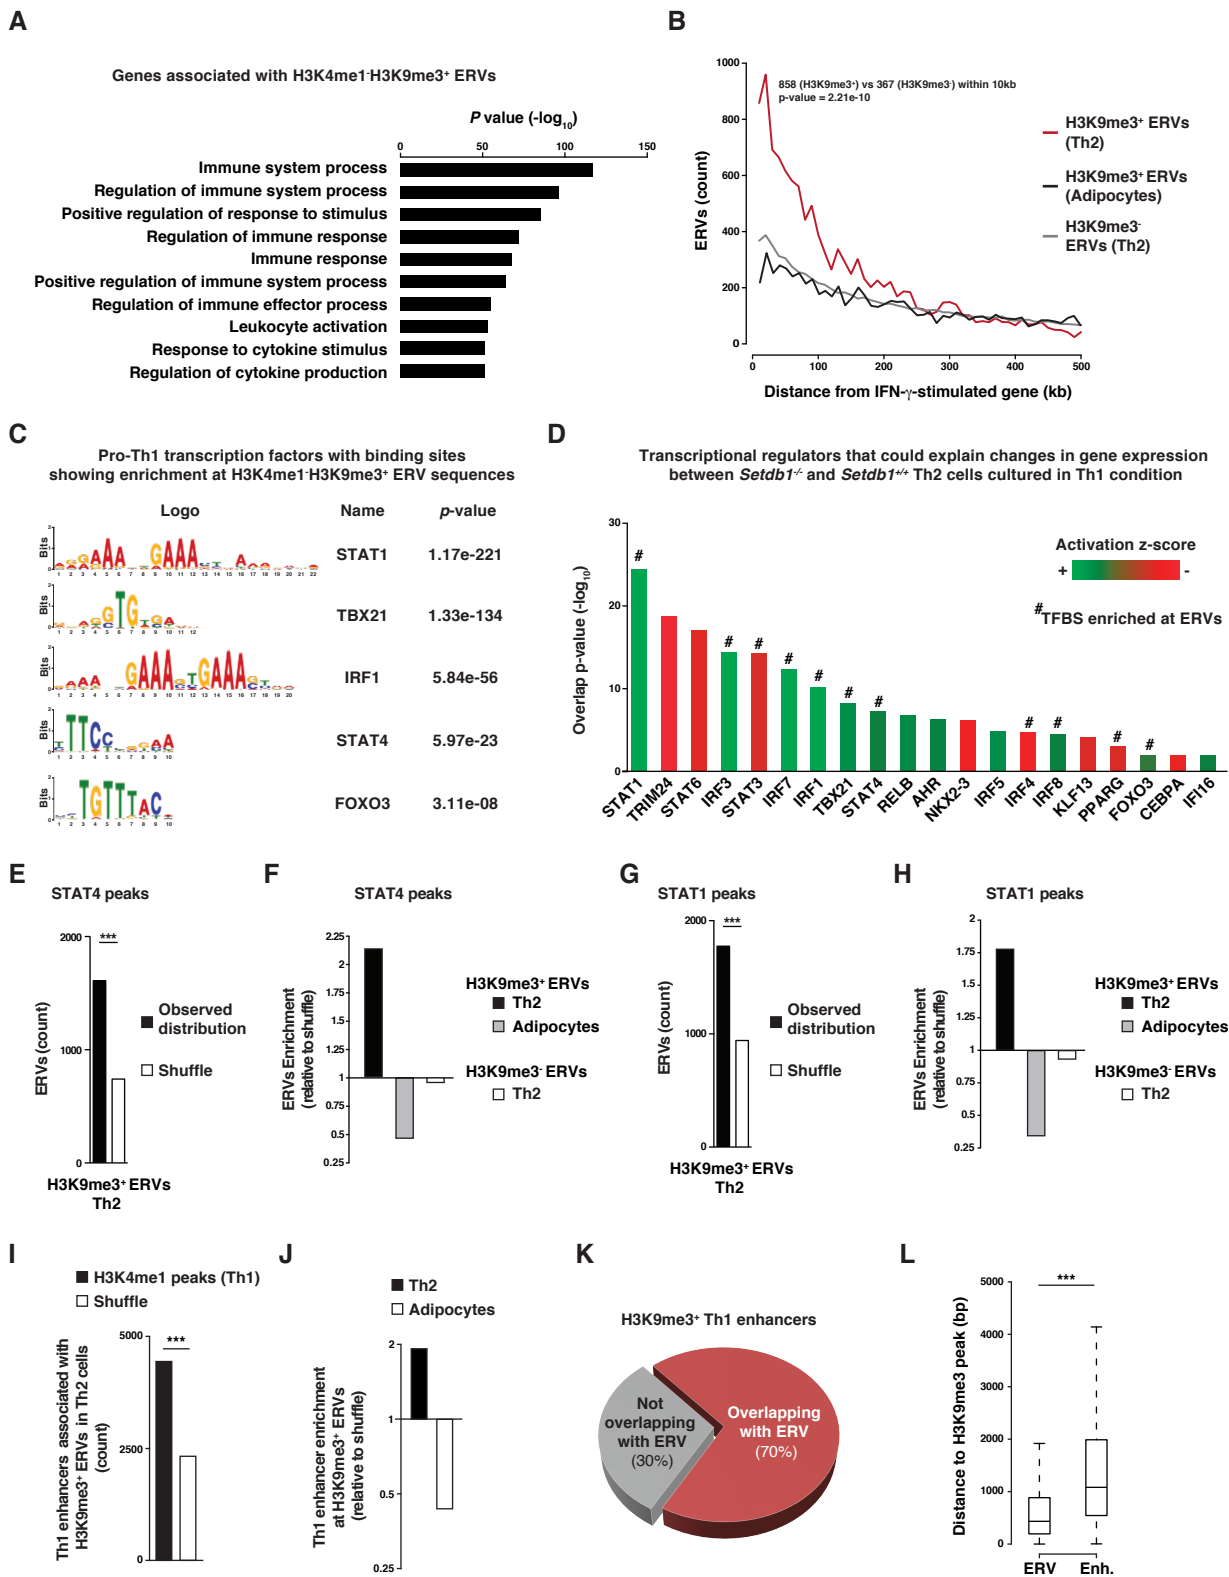 A
Genes associated with H3K4me1-H3K9me3+ ERVs
P value (-log10)
0 50 100 150
Immune system process
Regulation of immune system process
Positive regulation of response to stimulus
Regulation of immune response
Immune response
Positive regulation of immune system process
Regulation of immune effector process
Leukocyte activation
Response to cytokine stimulus
Regulation of cytokine production
B
1000
800
600
400
200
0
ERVs (count)
858 (H3K9me3+) vs 367 (H3K9me3-) within 10kb
p-value = 2.21e-10
H3K9me3+ ERVs
(Th2)
H3K9me3+ ERVs
(Adipocytes)
H3K9me3-
ERVs (Th2)
0 100 200 300 400 500
Distance from IFN-γ-stimulated gene (kb)
C
Pro-Th1 transcription factors with binding sites
showing enrichment at H3K4me1-H3K9me3+ ERV sequences
Logo Name p-value
Bits
STAT1 1.17e-221
Bits
TBX21 1.33e-134
Bits
IRF1 5.84e-56
Bits
STAT4 5.97e-23
Bits
FOXO3 3.11e-08
D
Transcriptional regulators that could explain changes in gene expression
between Setdb1-/- and Setdb1+/+ Th2 cells cultured in Th1 condition
30
20
10
0
Overlap p-value (-log10)
Activation z-score
+ -
#TFBS enriched at ERVs
# # # # # # # # # # #
STAT1 TRIM24 STAT6 IRF3 STAT3 IRF7 IRF1 TBX21 STAT4 RELB AHR NKX2-3 IRF5 IRF4 IRF8 KLF13 PPARG FOXO3 CEBPA IFI16
E
STAT4 peaks
2000
1000
0
ERVs (count)
***
Observed
distribution
Shuffle
H3K9me3+ ERVs
Th2
F
STAT4 peaks
2.25
2
1.75
1.5
1.25
1
0.75
0.5
0.25
ERVs Enrichment
(relative to shuffle)
H3K9me3+ ERVs
Th2
Adipocytes
H3K9me3- ERVs
Th2
G
STAT1 peaks
2000
1000
0
ERVs (count)
***
Observed
distribution
Shuffle
H3K9me3+ ERVs
Th2
H
STAT1 peaks
2
1.75
1.5
1.25
1
0.75
0.5
0.25
ERVs Enrichment
(relative to shuffle)
H3K9me3+ ERVs
Th2
Adipocytes
H3K9me3- ERVs
Th2
I
H3K4me1 peaks (Th1)
Shuffle
5000
2500
0
Th1 enhancers associated with
H3K9me3+ ERVs in Th2 cells
(count)
***
J
Th2
Adipocytes
2
1
0.5
0.25
Th1 enhancer enrichment
at H3K9me3+ ERVs
(relative to shuffle)
K
H3K9me3+ Th1 enhancers
Not
overlapping
with ERV
(30%)
Overlapping
with ERV
(70%)
L
5000
4000
3000
2000
1000
0
Distance to H3K9me3 peak (bp)
***
ERV Enh.